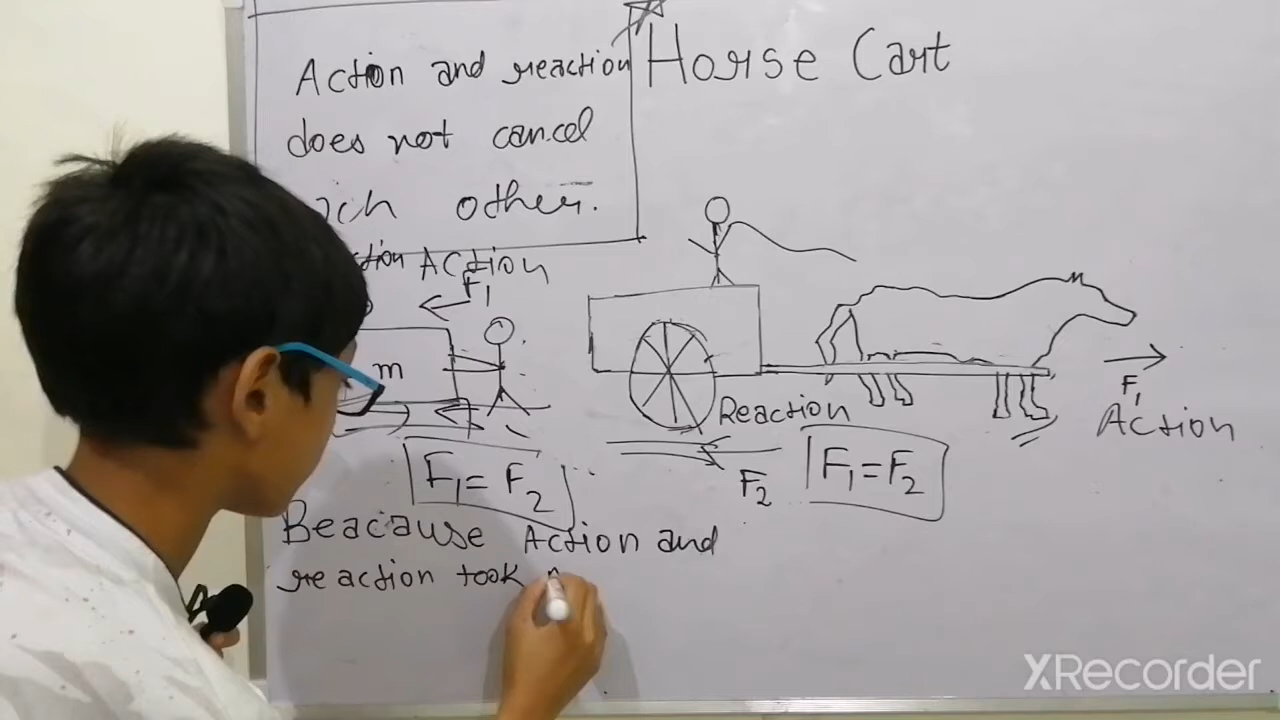 Action and reaction
does not cancel
other.
Horse Cart
ACtion
F1
m
F1 = F2
Reaction
F2
F1 = F2
F1
Action
Beacause Action and
reaction took
XRecorder